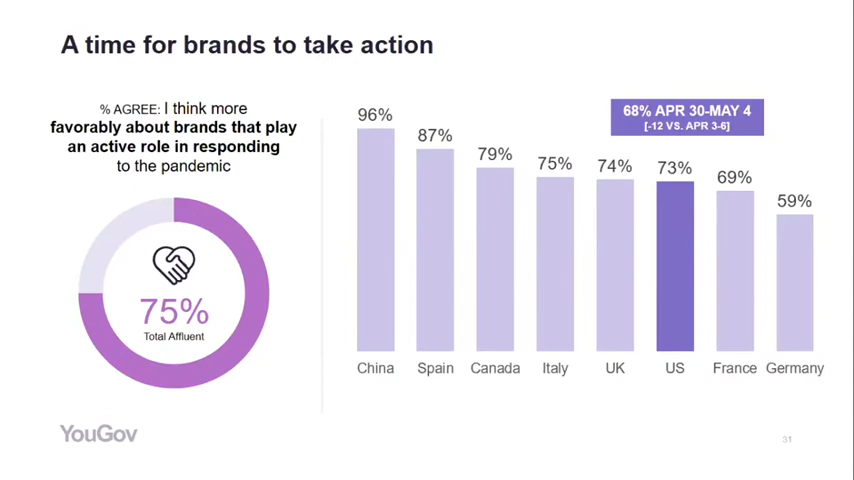 A time for brands to take action
% AGREE: I think more
favorably about brands that play
an active role in responding
to the pandemic
75%
Total Affluent
68% APR 30-MAY 4
[-12 VS. APR 3-6]
96%
87%
79%
75%
74%
73%
69%
59%
China
Spain
Canada
Italy
UK
US
France
Germany
YouGov
31